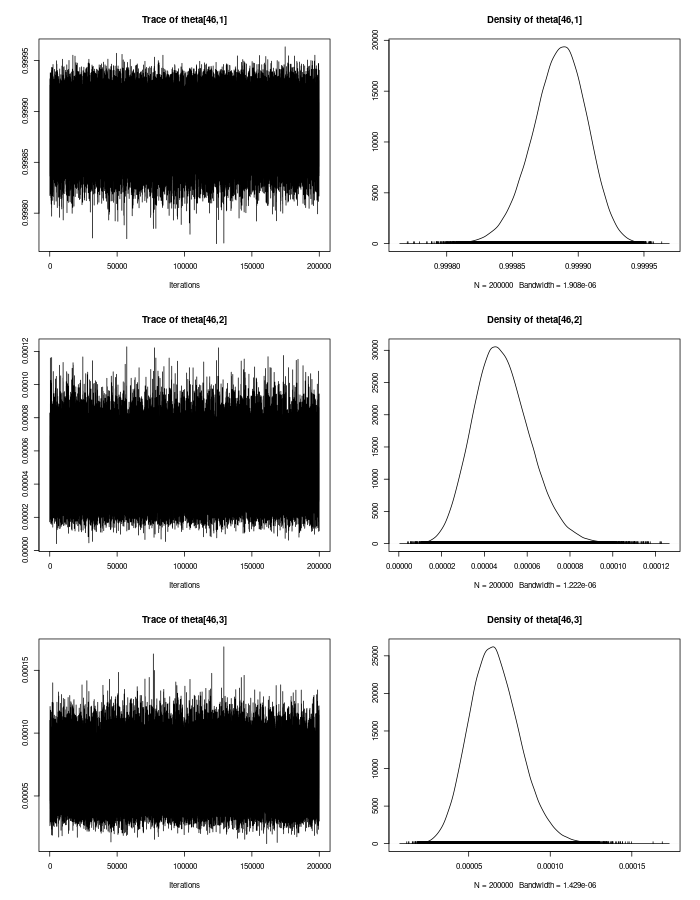 Trace of theta[46,1]
0.99980 0.99985 0.99990 0.99995
0 50000 100000 150000 200000
Iterations
Density of theta[46,1]
0 5000 10000 15000 20000
0.99980 0.99985 0.99990 0.99995
N = 200000 Bandwidth = 1.908e-06
Trace of theta[46,2]
0.00000 0.00002 0.00004 0.00006 0.00008 0.00010 0.00012
0 50000 100000 150000 200000
Iterations
Density of theta[46,2]
0 5000 10000 15000 20000 25000 30000
0.00000 0.00002 0.00004 0.00006 0.00008 0.00010 0.00012
N = 200000 Bandwidth = 1.222e-06
Trace of theta[46,3]
0.00005 0.00010 0.00015
0 50000 100000 150000 200000
Iterations
Density of theta[46,3]
0 5000 10000 15000 20000 25000
0.00005 0.00010 0.00015
N = 200000 Bandwidth = 1.429e-06